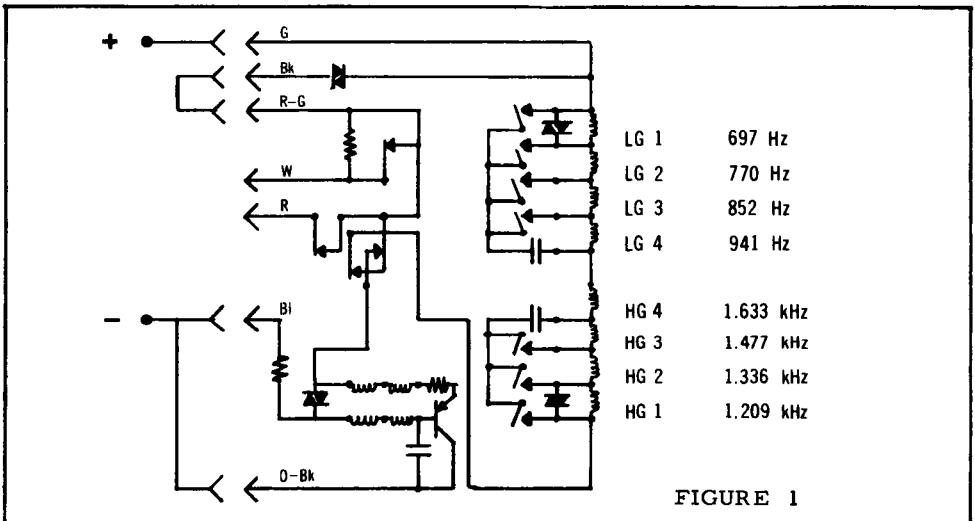 + G
Bk
R-G
W
R
- Bl
O-Bk
LG 1 697 Hz
LG 2 770 Hz
LG 3 852 Hz
LG 4 941 Hz
HG 4 1.633 kHz
HG 3 1.477 kHz
HG 2 1.336 kHz
HG 1 1.209 kHz
FIGURE 1